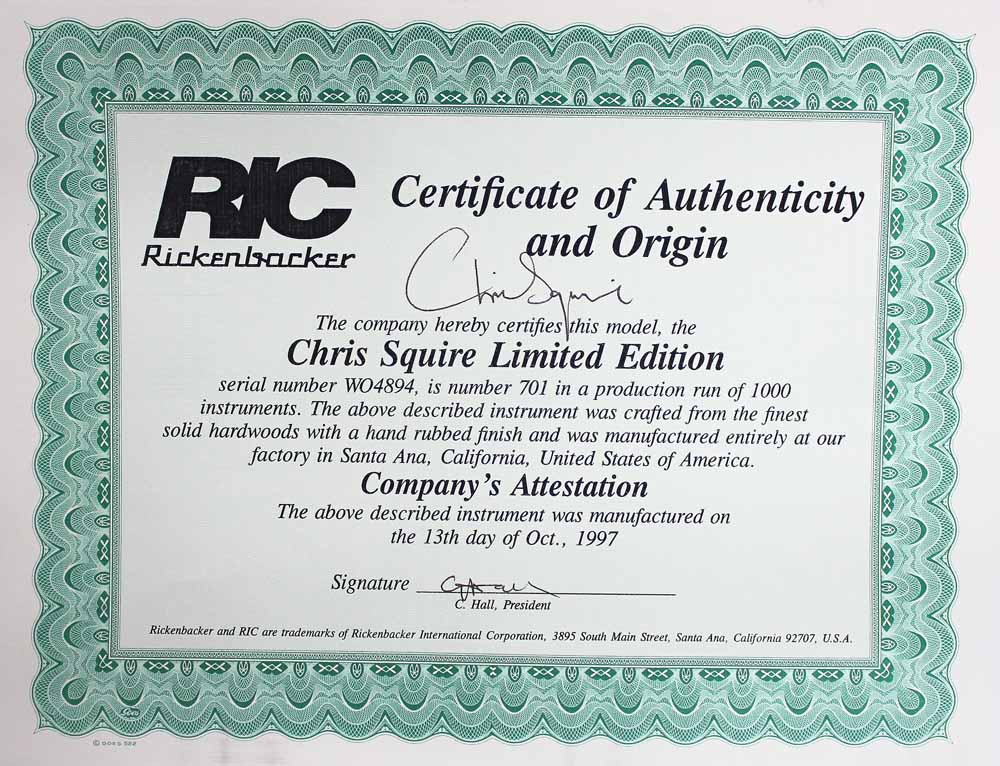 RIC
Rickenbacker
Certificate of Authenticity
and Origin
Chris Squire
The company hereby certifies this model, the
Chris Squire Limited Edition
serial number WO4894, is number 701 in a production run of 1000
instruments. The above described instrument was crafted from the finest
solid hardwoods with a hand rubbed finish and was manufactured entirely at our
factory in Santa Ana, California, United States of America.
Company's Attestation
The above described instrument was manufactured on
the 13th day of Oct., 1997
Signature
C. Hall, President
Rickenbacker and RIC are trademarks of Rickenbacker International Corporation, 3895 South Main Street, Santa Ana, California 92707, U.S.A.